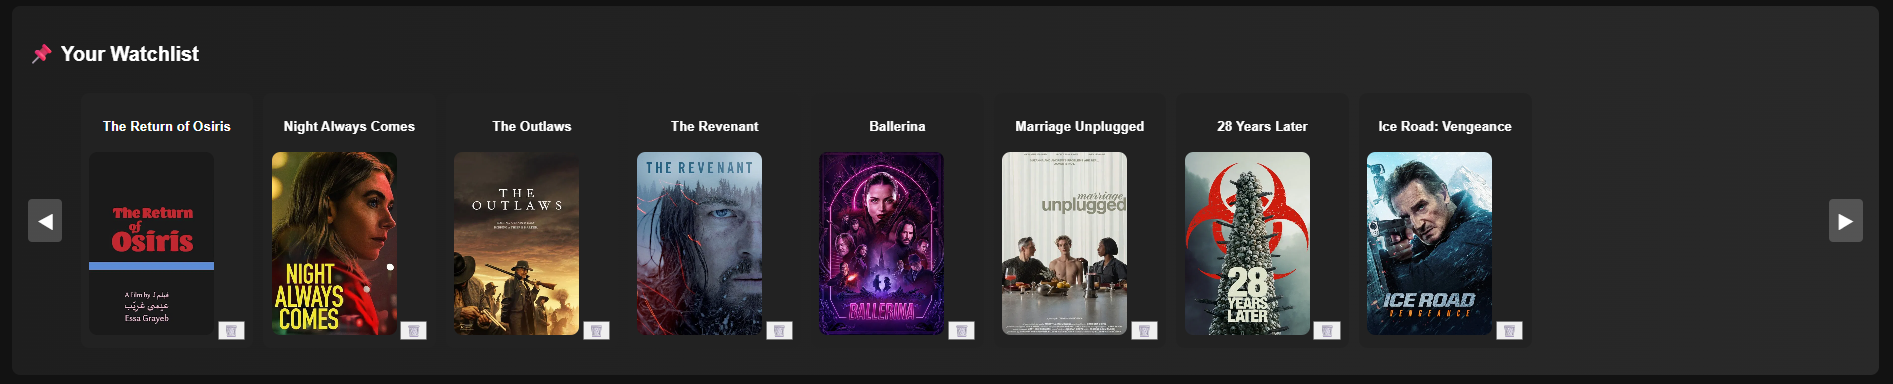 Your Watchlist
The Return of Osiris
Night Always Comes
The Outlaws
The Revenant
Ballerina
Marriage Unplugged
28 Years Later
Ice Road: Vengeance
The Return
of
Osiris
A film by فيلم لـ
عيسى غريّب
Essa Grayeb
NIGHT
ALWAYS
COMES
THE
OUTLAWS
THE REVENANT
BALLERINA
marriage
unplugged
28
YEARS
LATER
ICE ROAD
VENGEANCE